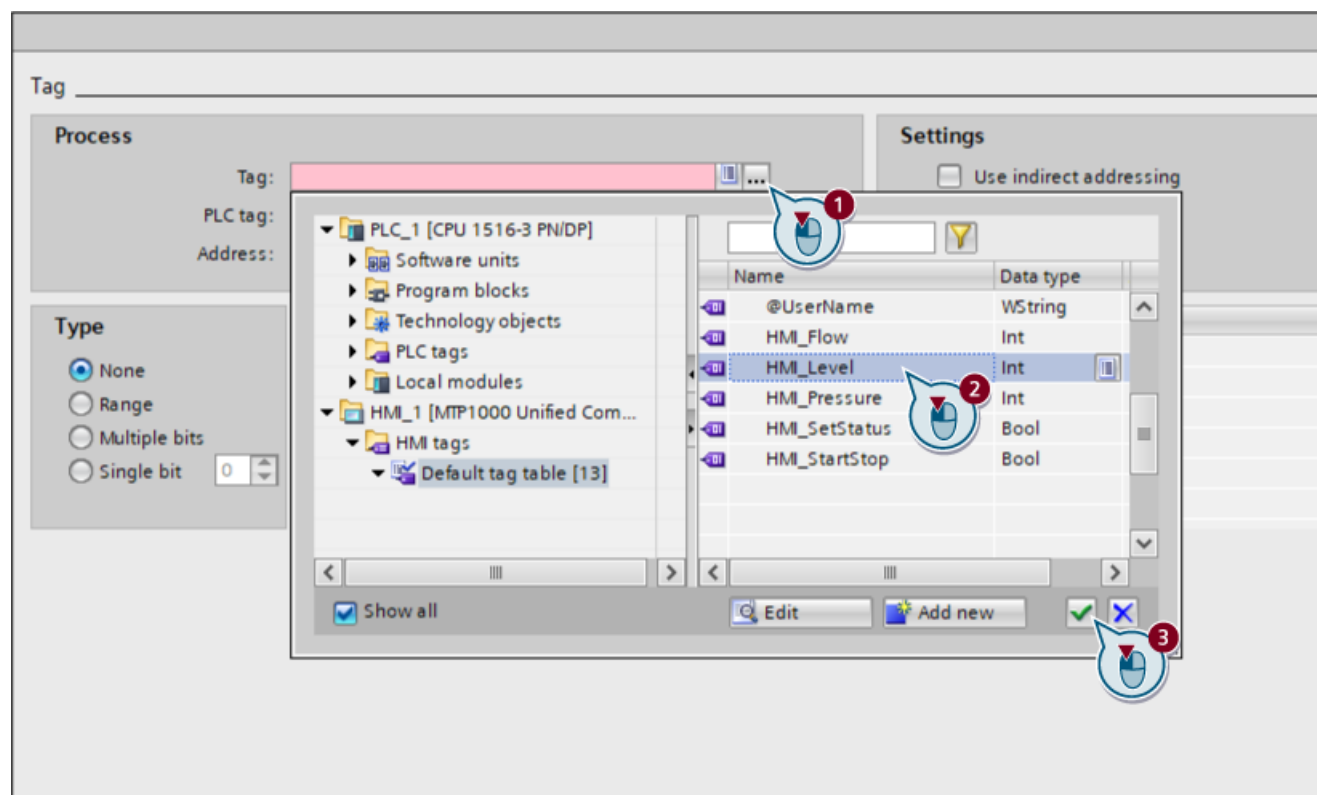 Tag
Process
Settings
Tag:
...
Use indirect addressing
1
PLC tag:
Address:
PLC_1 [CPU 1516-3 PN/DP]
Software units
Program blocks
Technology objects
PLC tags
Local modules
HMI_1 [MTP1000 Unified Com...
HMI tags
Default tag table [13]
Name Data type
@UserName WString
HMI_Flow Int
HMI_Level Int
2
HMI_Pressure Int
HMI_SetStatus Bool
HMI_StartStop Bool
Type
None
Range
Multiple bits
Single bit 0
Show all
Edit
Add new
3